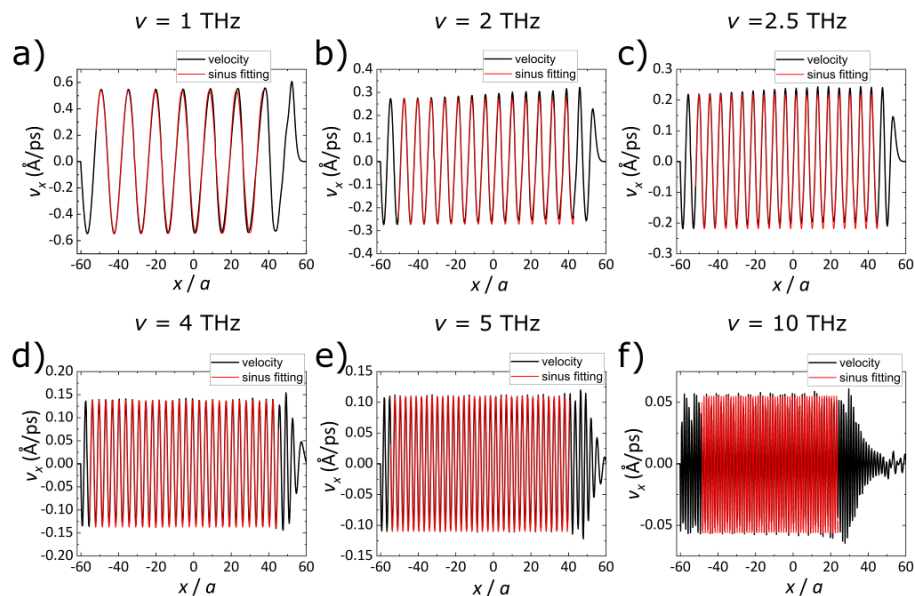 ν = 1 THz
ν = 2 THz
ν =2.5 THz
a)
velocity
sinus fitting
0.6
0.4
0.2
0.0
-0.2
-0.4
-0.6
vx (Å/ps)
-60 -40 -20 0 20 40 60
x / a
b)
velocity
sinus fitting
0.4
0.3
0.2
0.1
0.0
-0.1
-0.2
-0.3
-0.4
vx (Å/ps)
-60 -40 -20 0 20 40 60
x / a
c)
velocity
sinus fitting
0.3
0.2
0.1
0.0
-0.1
-0.2
-0.3
vx (Å/ps)
-60 -40 -20 0 20 40 60
x / a
ν = 4 THz
ν = 5 THz
ν = 10 THz
d)
velocity
sinus fitting
0.20
0.15
0.10
0.05
0.00
-0.05
-0.10
-0.15
-0.20
vx (Å/ps)
-60 -40 -20 0 20 40 60
x / a
e)
velocity
sinus fitting
0.15
0.10
0.05
0.00
-0.05
-0.10
-0.15
vx (Å/ps)
-60 -40 -20 0 20 40 60
x / a
f)
velocity
sinus fitting
0.05
0.00
-0.05
vx (Å/ps)
-60 -40 -20 0 20 40 60
x / a